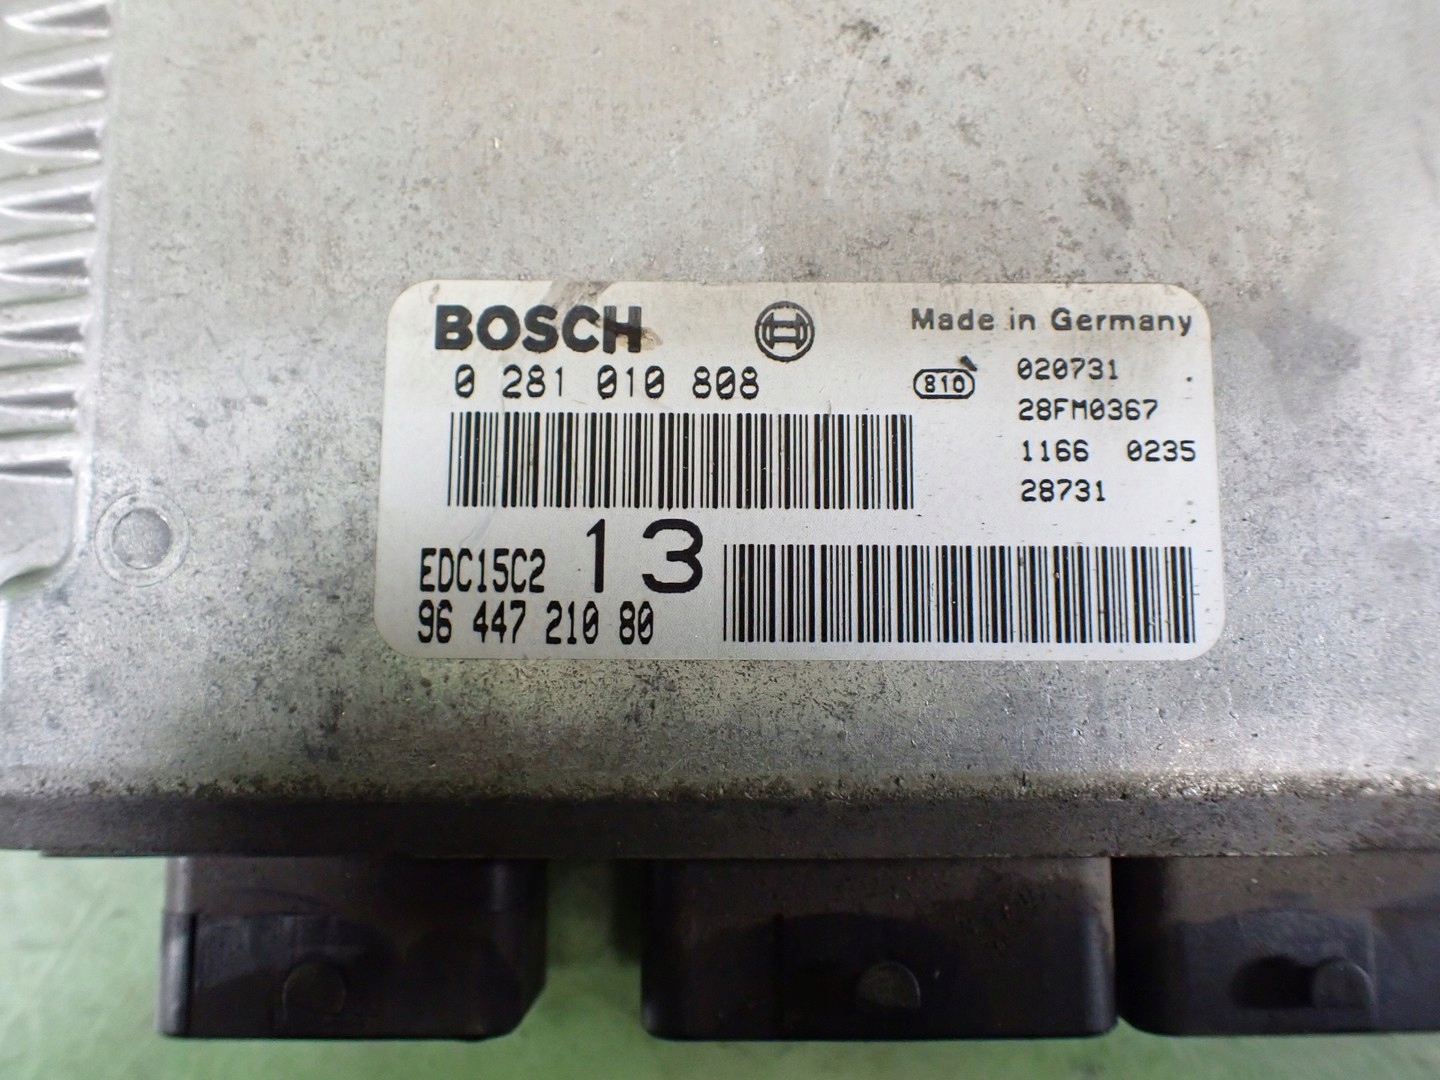 BOSCH
Made in Germany
0 281 010 808
810
020731
28FM0367
1166 0235
28731
13
EDC15C2
96 447 210 80